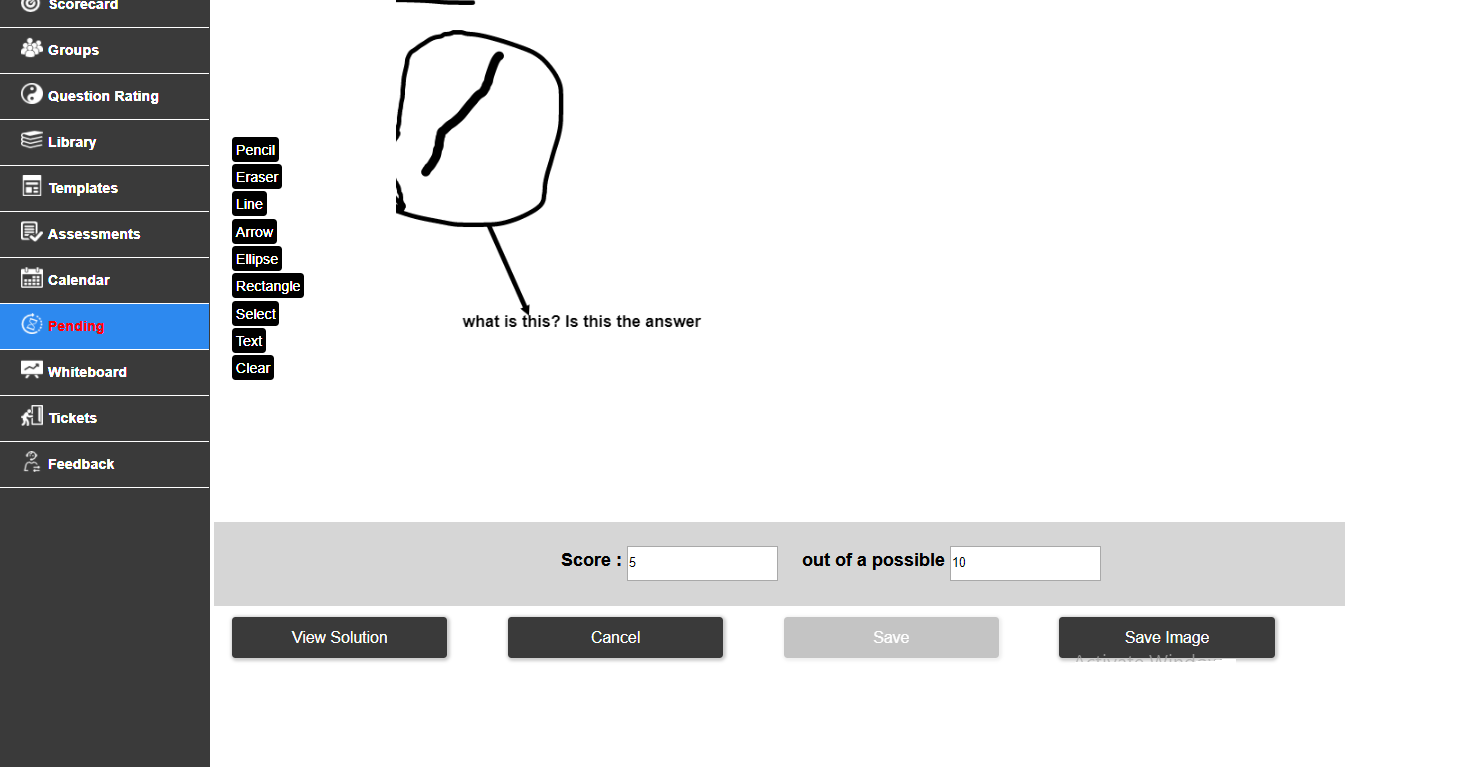 Scorecard
Groups
Question Rating
Library
Templates
Assessments
Calendar
Pending
Whiteboard
Tickets
Feedback
Pencil
Eraser
Line
Arrow
Ellipse
Rectangle
Select
Text
Clear
what is this? Is this the answer
Score : 5 out of a possible 10
View Solution
Cancel
Save
Save Image
Activate Windows